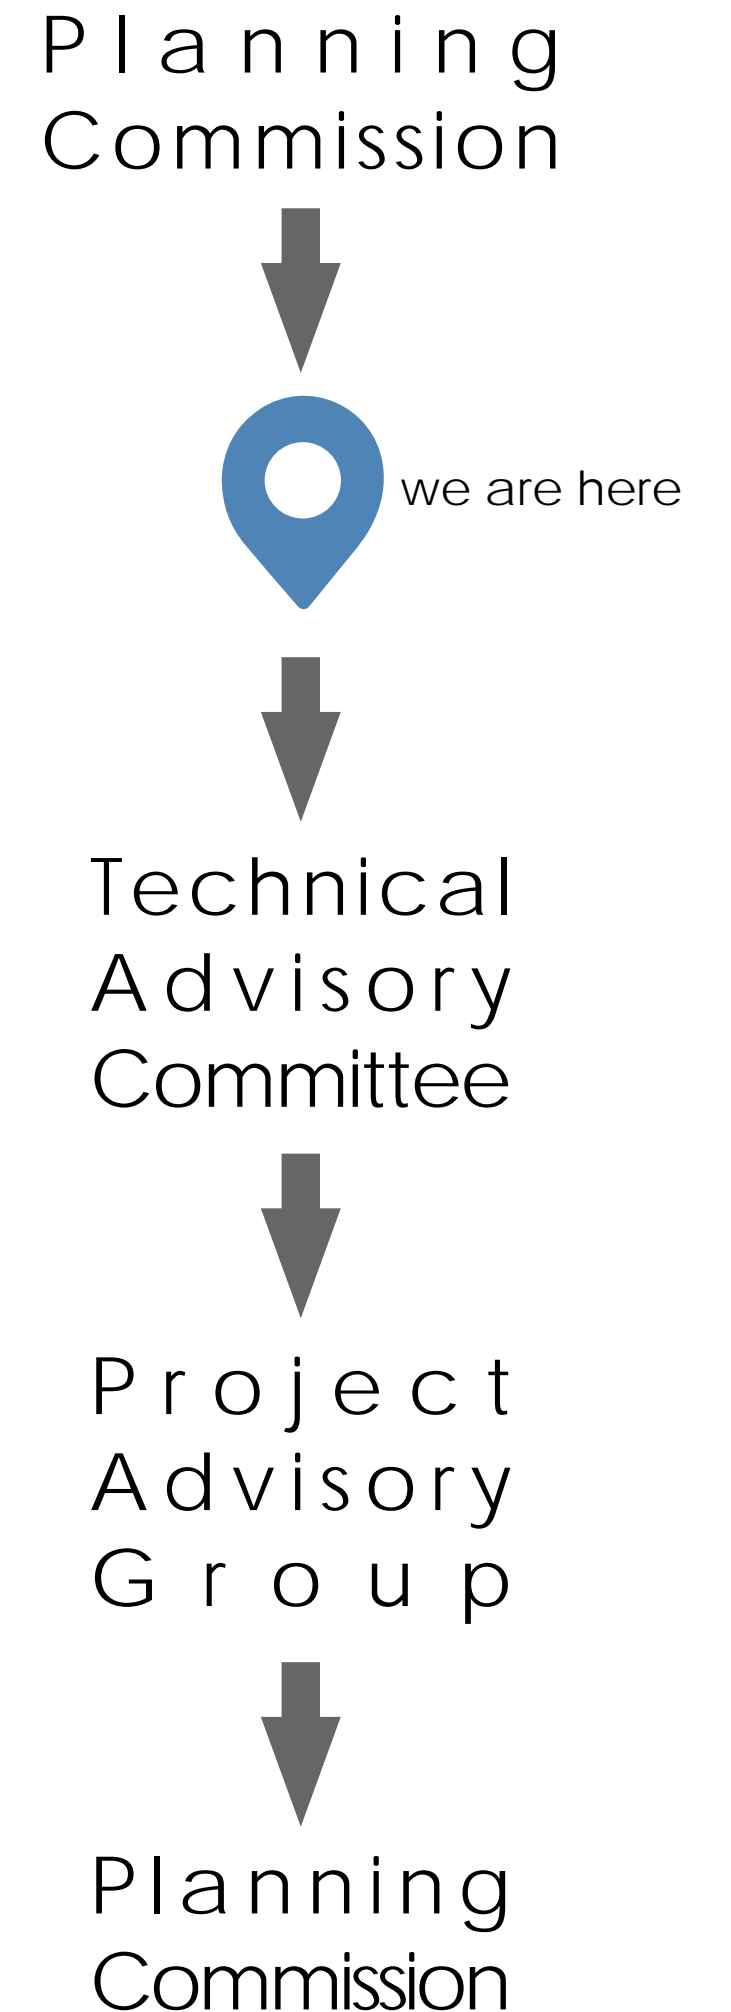 Planning
Commission
we are here
Technical
Advisory
Committee
Project
Advisory
Group
Planning
Commission